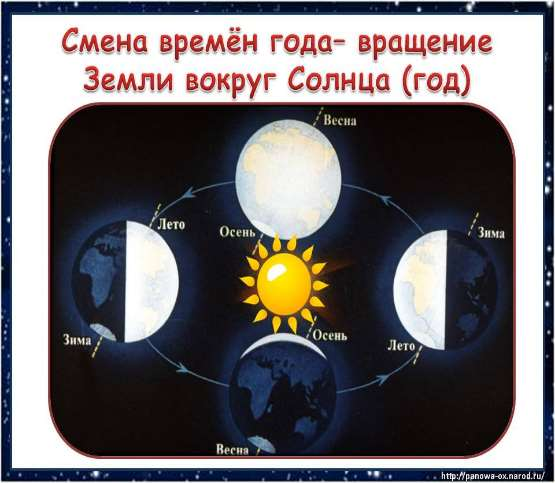 Смена времён года– вращение
Земли вокруг Солнца (год)
Весна
Лето
Осень
Зима
Зима
Осень
Лето
Весна
http://panowa-ox.narod.ru/